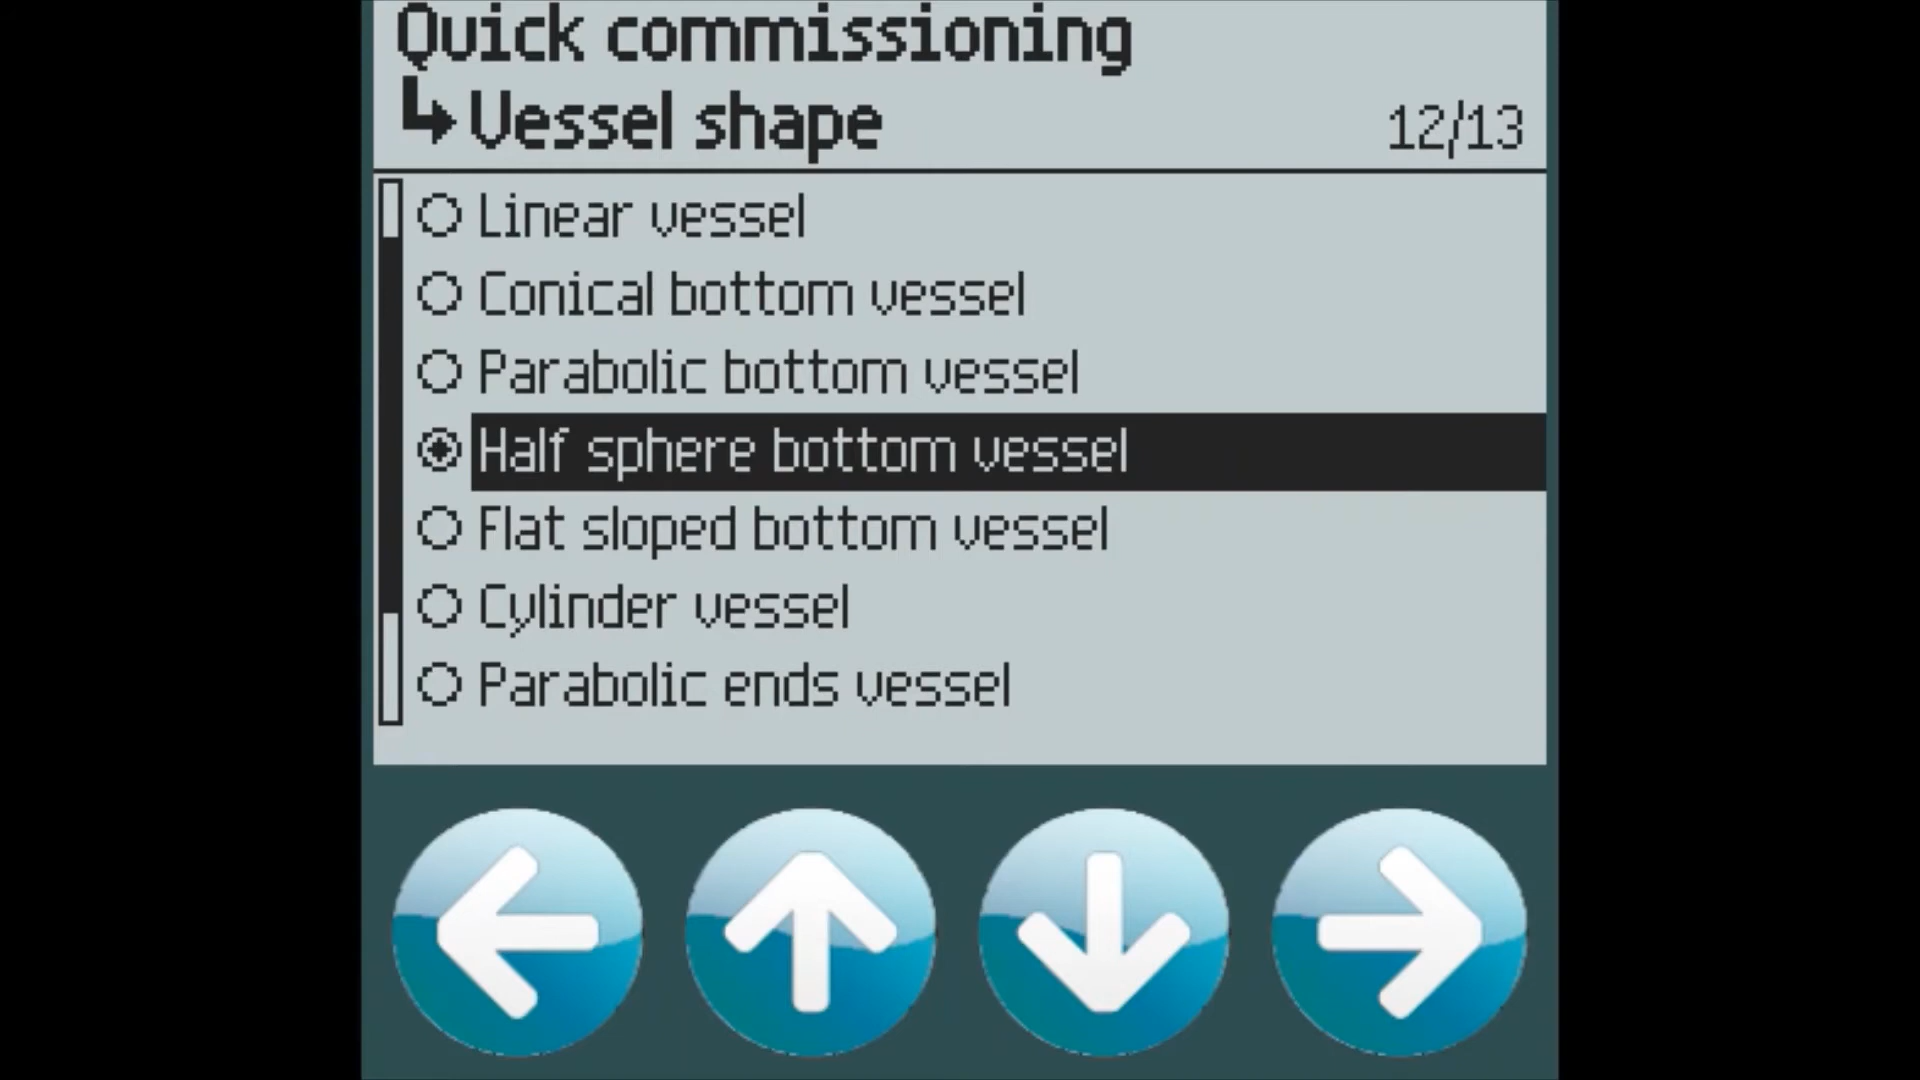 Quick commissioning
Vessel shape 12/13
Linear vessel
Conical bottom vessel
Parabolic bottom vessel
Half sphere bottom vessel
Flat sloped bottom vessel
Cylinder vessel
Parabolic ends vessel